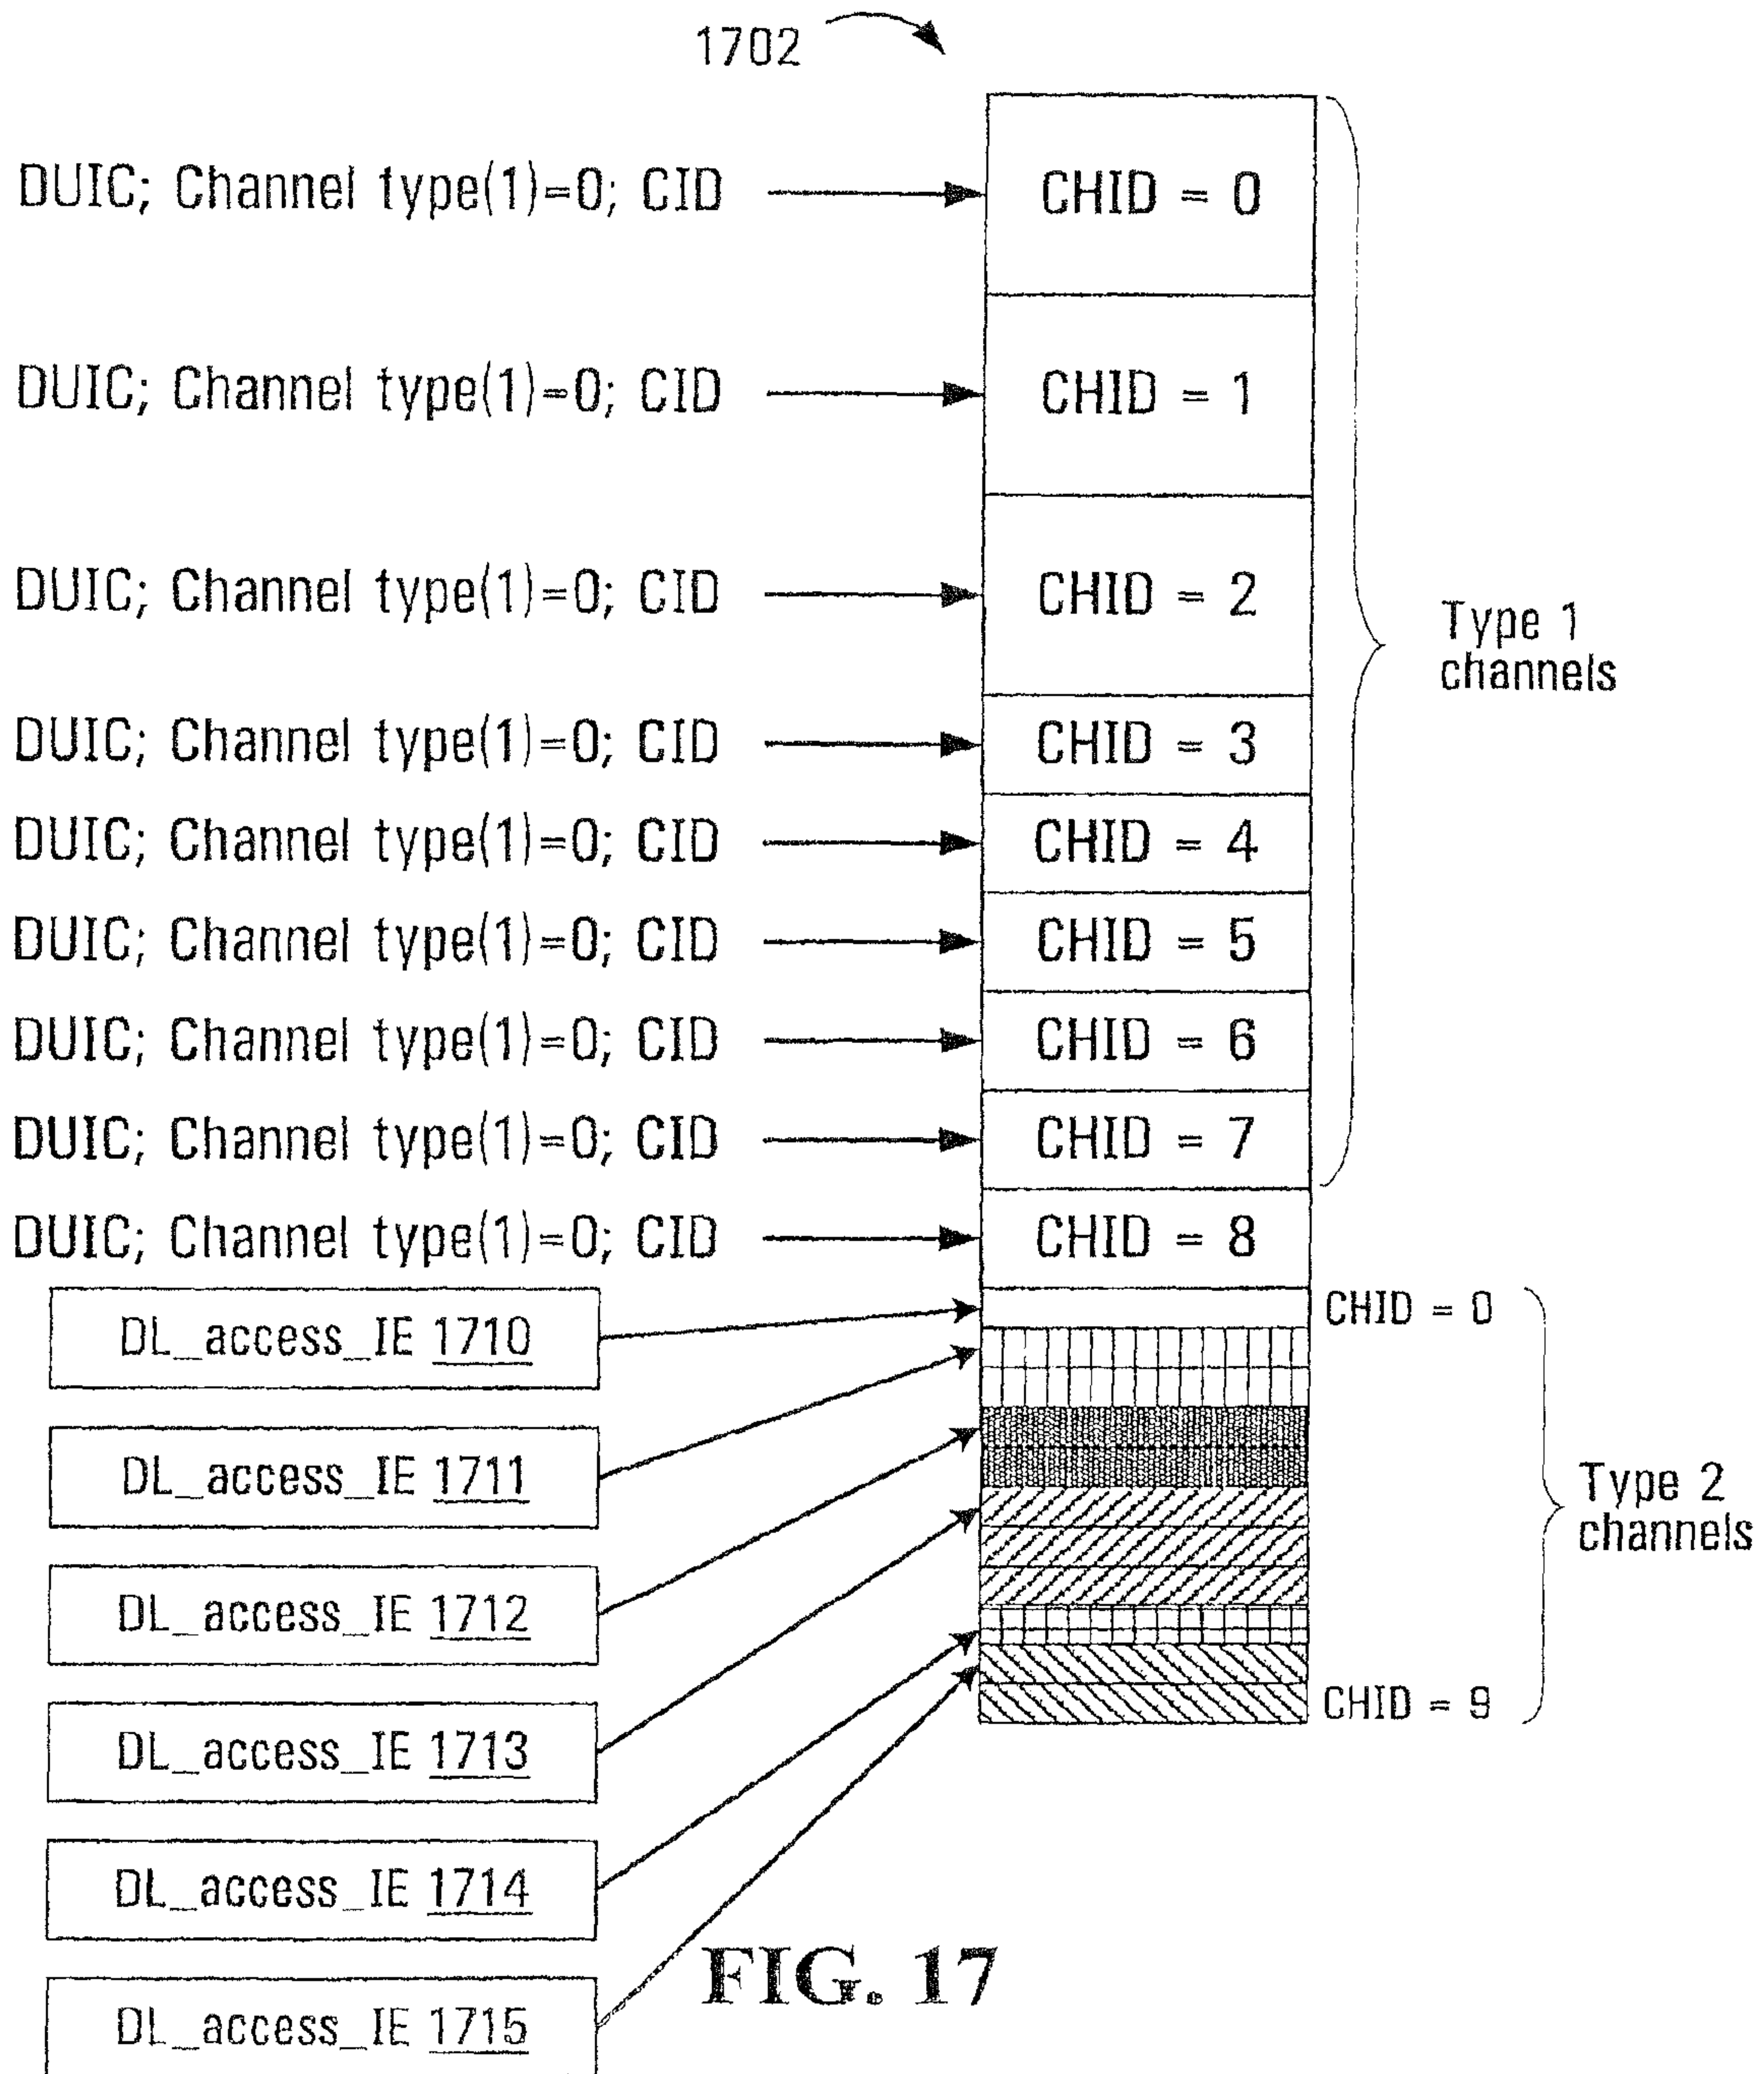 1702
DUIC; Channel type(1)=0; CID
CHID = 0
DUIC; Channel type(1)=0; CID
CHID = 1
DUIC; Channel type(1)=0; CID
CHID = 2
Type 1
channels
DUIC; Channel type(1)=0; CID
CHID = 3
DUIC; Channel type(1)=0; CID
CHID = 4
DUIC; Channel type(1)=0; CID
CHID = 5
DUIC; Channel type(1)=0; CID
CHID = 6
DUIC; Channel type(1)=0; CID
CHID = 7
DUIC; Channel type(1)=0; CID
CHID = 8
DL_access_IE 1710
CHID = 0
DL_access_IE 1711
Type 2
channels
DL_access_IE 1712
DL_access_IE 1713
CHID = 9
DL_access_IE 1714
DL_access_IE 1715
FIG. 17